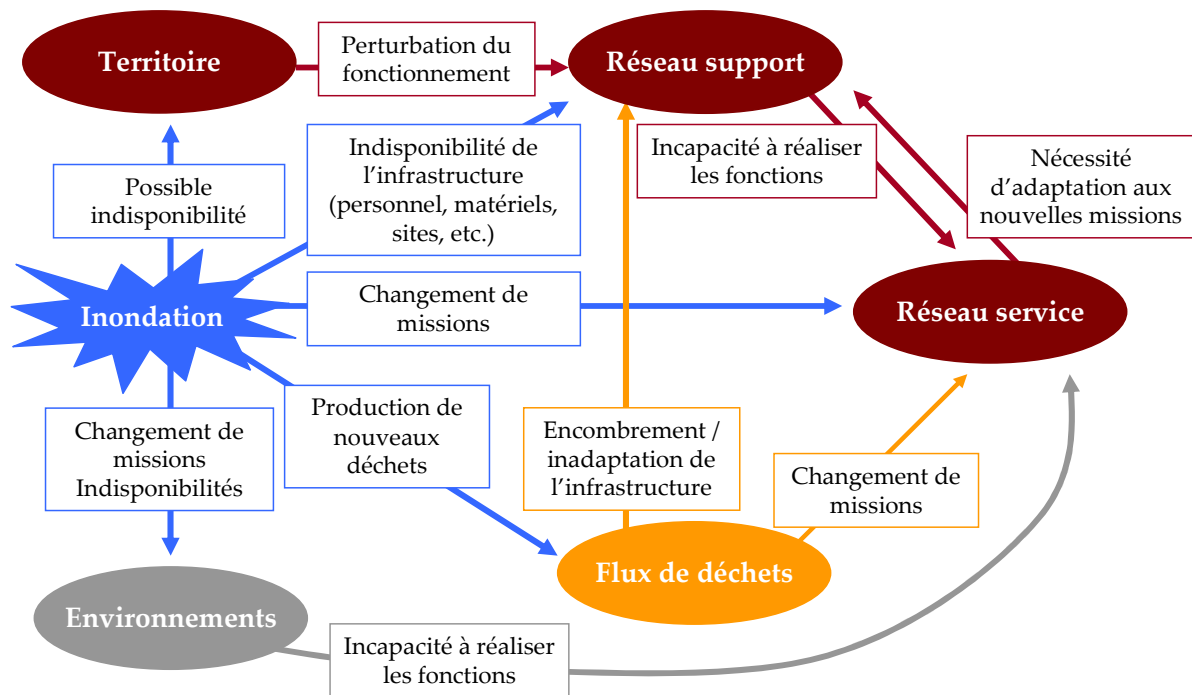 Territoire
Perturbation du
fonctionnement
Réseau support
Indisponibilité de
l’infrastructure
(personnel, matériels,
sites, etc.)
Incapacité à réaliser
les fonctions
Nécessité
d’adaptation aux
nouvelles missions
Possible
indisponibilité
Inondation
Changement de
missions
Réseau service
Changement de
missions
Indisponibilités
Production de
nouveaux
déchets
Encombrement /
inadaptation de
l’infrastructure
Changement de
missions
Flux de déchets
Environnements
Incapacité à réaliser
les fonctions